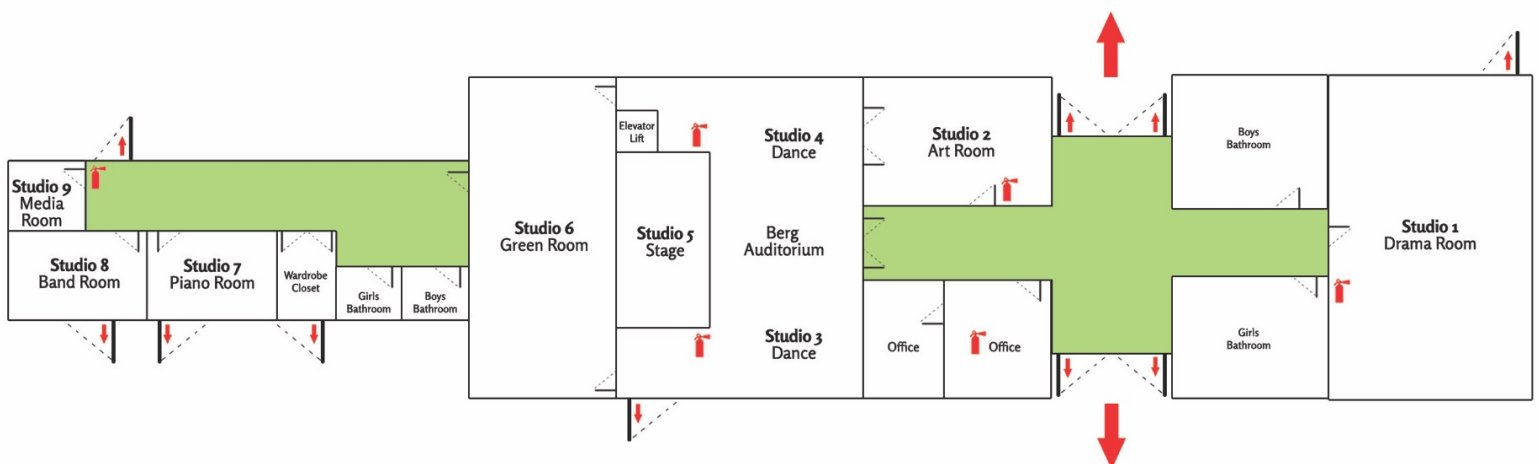 Studio 9
Media
Room
Studio 8
Band Room
Studio 7
Piano Room
Wardrobe
Closet
Girls
Bathroom
Boys
Bathroom
Studio 6
Green Room
Elevator
Lift
Studio 5
Stage
Studio 4
Dance
Berg
Auditorium
Studio 3
Dance
Studio 2
Art Room
Office
Office
Boys
Bathroom
Girls
Bathroom
Studio 1
Drama Room